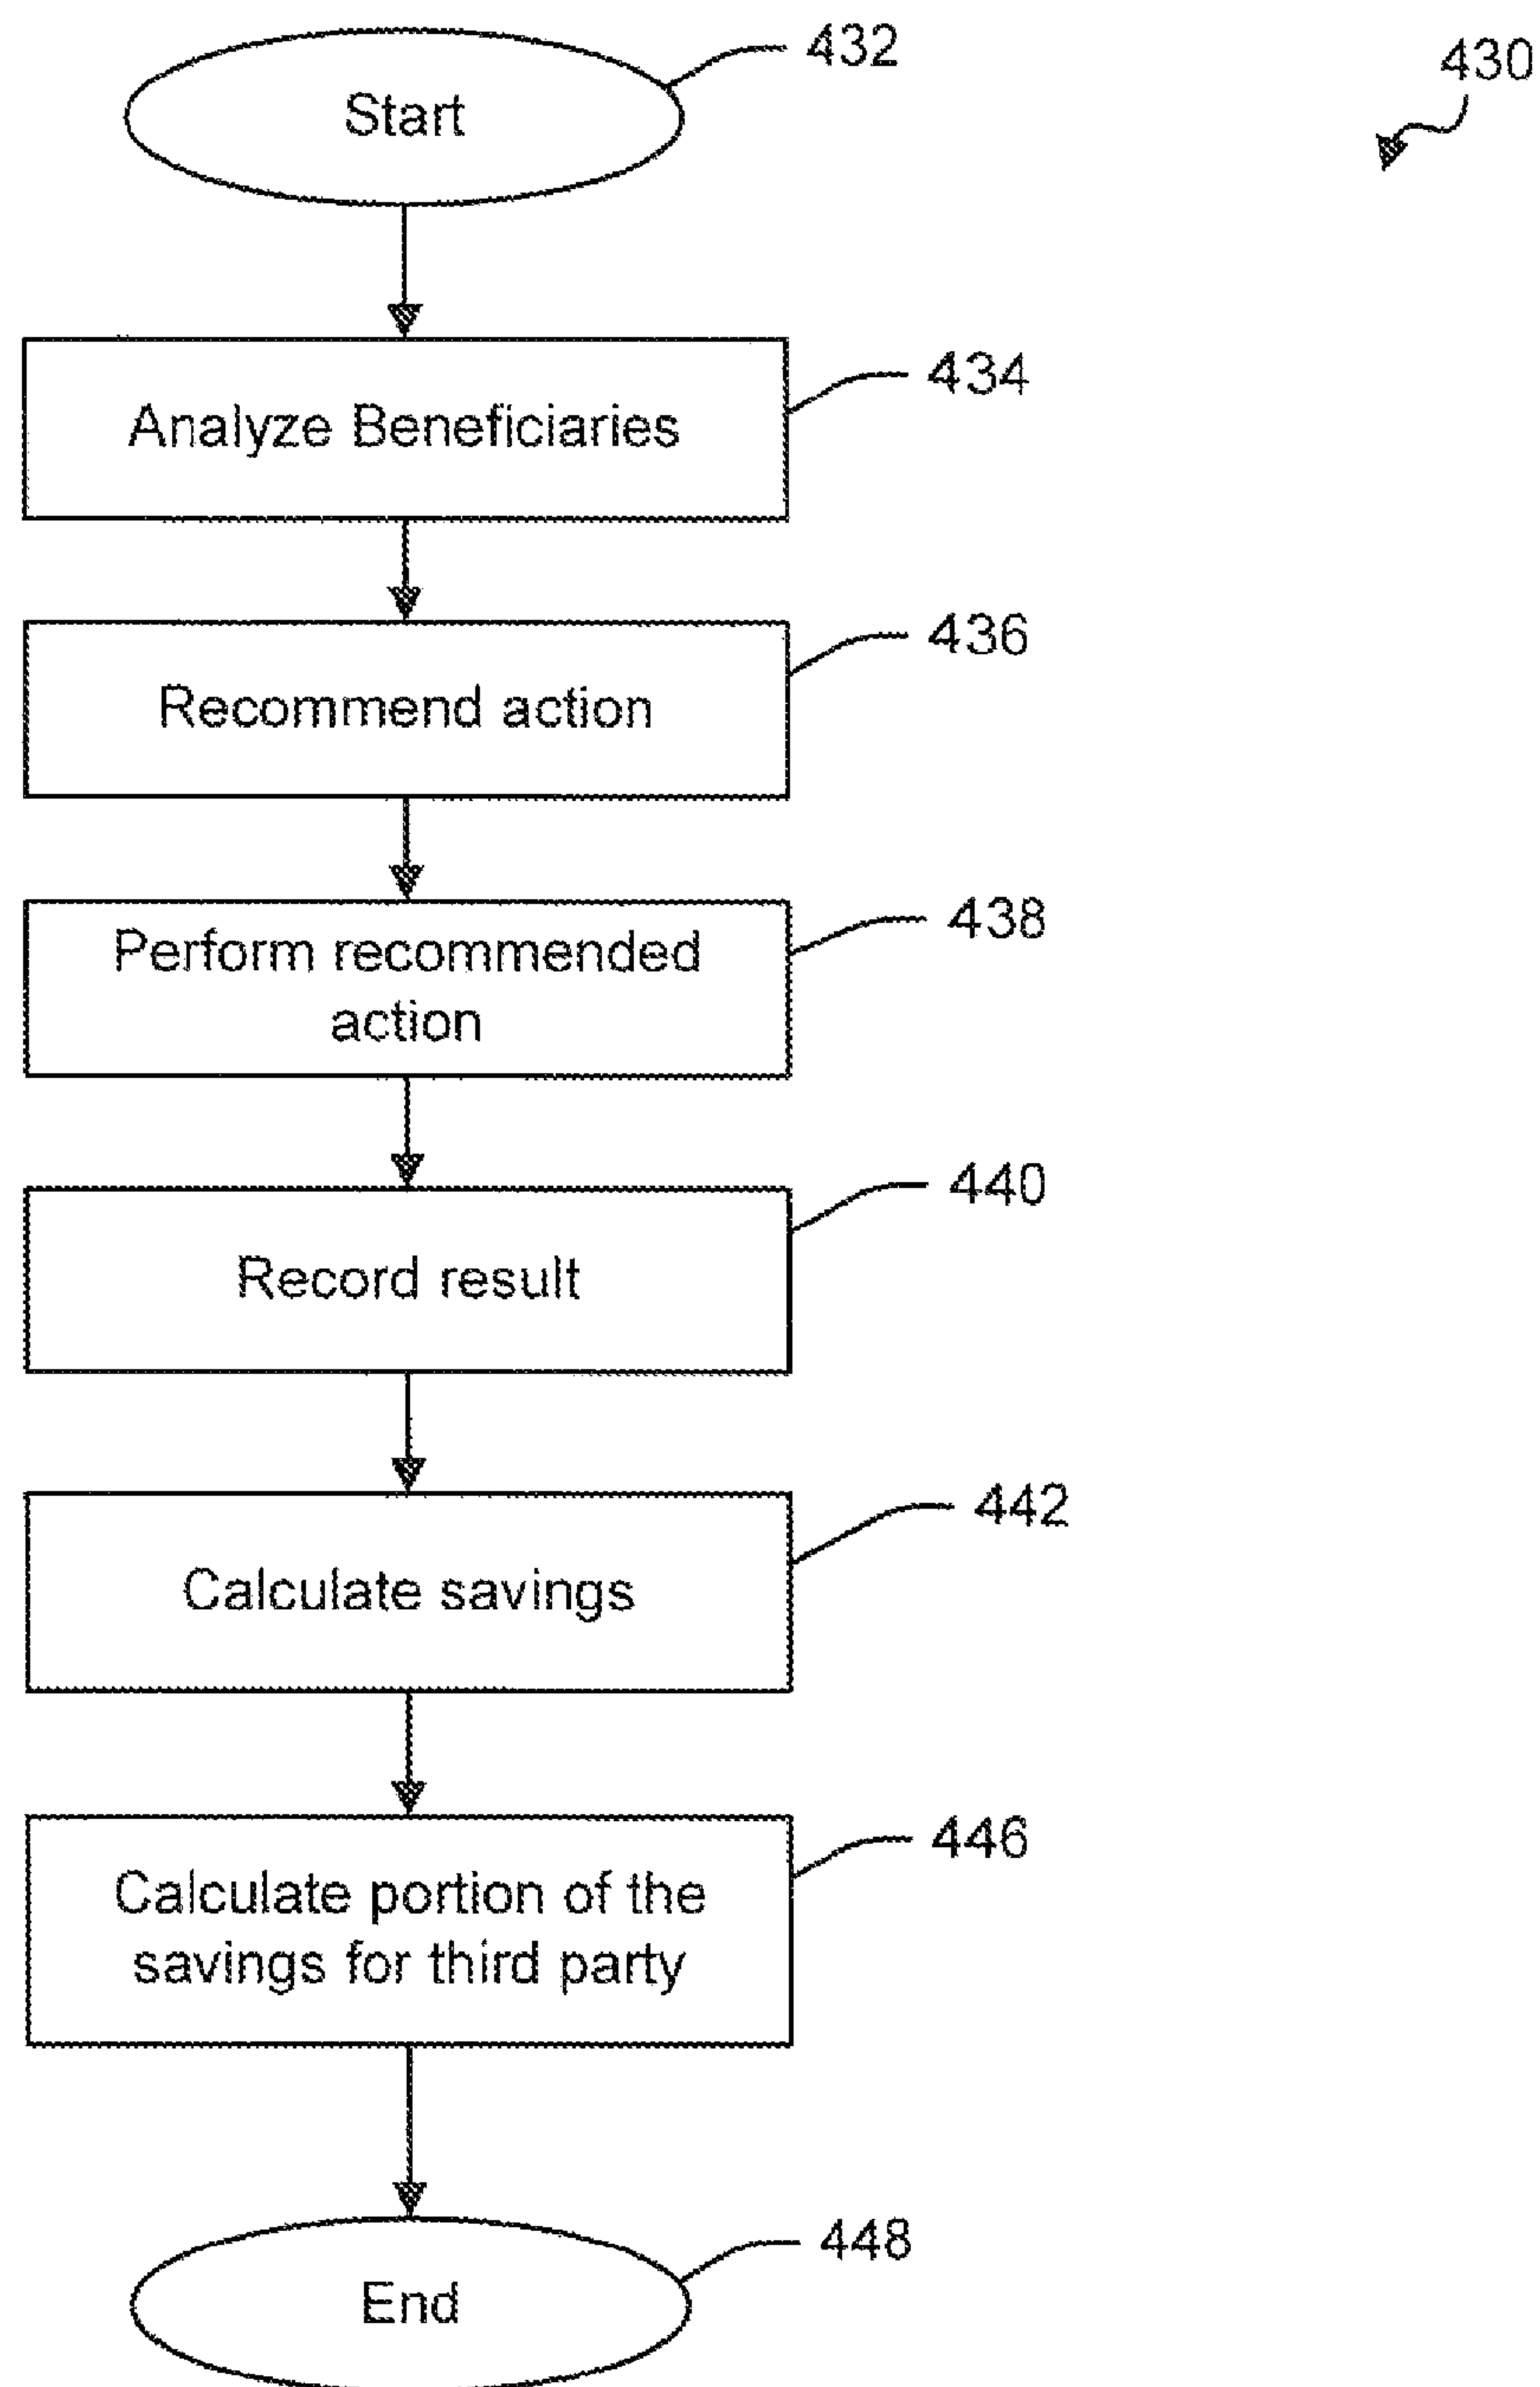 432
430
Start
434
Analyze Beneficiaries
436
Recommend action
438
Perform recommended
action
440
Record result
442
Calculate savings
446
Calculate portion of the
savings for third party
448
End